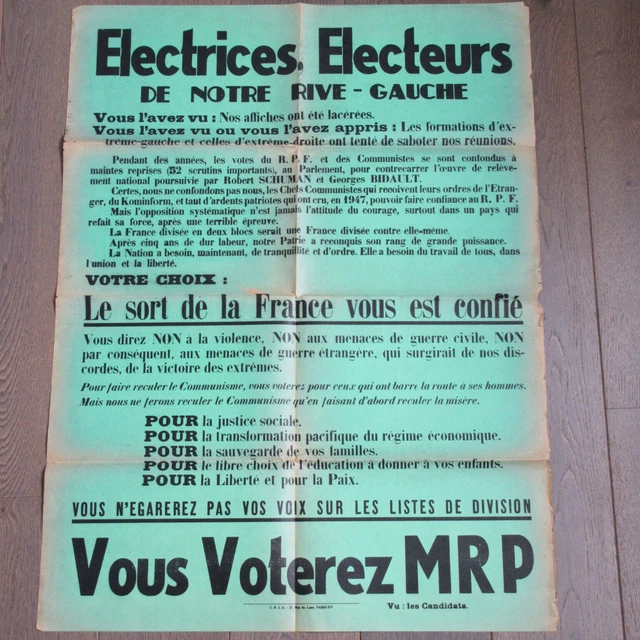 Electrices, Electeurs
DE NOTRE RIVE-GAUCHE
Vous l'avez vu : Nos affiches ont été lacérées.
Vous l'avez vu ou vous l'avez appris : Les formations d'ex-
trême-gauche et celles d'extrême-droite ont tenté de saboter nos réunions.
Pendant des années, les votes du R. P. F. et des Communistes se sont condondus à
maintes reprises (52 scrutins importants), au Parlement, pour contrecarrer l'œuvre de relève-
ment national poursuivie par Robert SCHUMAN et Georges BIDAULT.
Certes, nous ne confondons pas nous, les Chefs Communistes qui reçoivent leurs ordres de l'Etran-
ger, du Kominform, et tant d'ardents patriotes qui ont cru, en 1947, pouvoir faire confiance au R. P. F.
Mais l'opposition systématique n'est jamais l'attitude du courage, surtout dans un pays qui
refait sa force, après une terrible épreuve.
La France divisée en deux blocs serait une France divisée contre elle-même.
Après cinq ans de dur labeur, notre Patrie a reconquis son rang de grande puissance.
La Nation a besoin, maintenant, de tranquillité et d'ordre. Elle a besoin du travail de tous, dans
l'union et la liberté.
VOTRE CHOIX :
Le sort de la France vous est confié
Vous direz NON à la violence, NON aux menaces de guerre civile, NON
par conséquent, aux menaces de guerre étrangère, qui surgirait de nos dis-
cordes, de la victoire des extrêmes.
Pour faire reculer le Communisme, vous voterez pour ceux qui ont barré la route à ses hommes.
Mais nous ne ferons reculer le Communisme qu'en faisant d'abord reculer la misère.
POUR la justice sociale.
POUR la transformation pacifique du régime économique.
POUR la sauvegarde de vos familles.
POUR le libre choix de l'éducation à donner à vos enfants.
POUR la Liberté et pour la Paix.
VOUS N'EGAREREZ PAS VOS VOIX SUR LES LISTES DE DIVISION
Vous Voterez MRP
Vu : les Candidats.